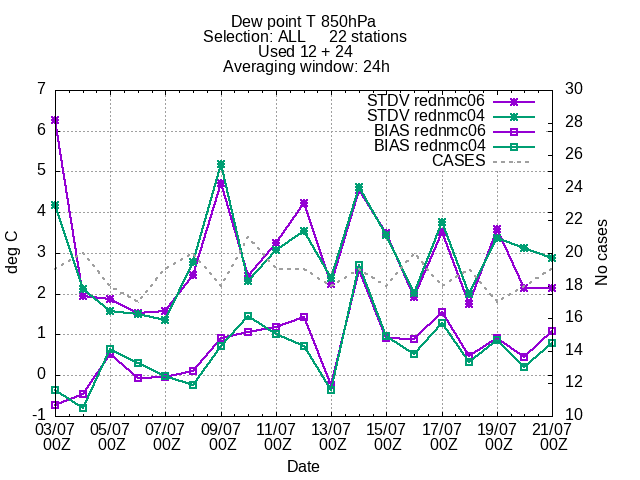 Dew point T 850hPa
Selection: ALL     22 stations
Used 12 + 24
Averaging window: 24h
STDV rednmc06
STDV rednmc04
BIAS rednmc06
BIAS rednmc04
CASES
deg C
7
6
5
4
3
2
1
0
-1
30
28
26
24
22
20
18
16
14
12
10
No cases
03/07 05/07 07/07 09/07 11/07 13/07 15/07 17/07 19/07 21/07
00Z 00Z 00Z 00Z 00Z 00Z 00Z 00Z 00Z 00Z
Date